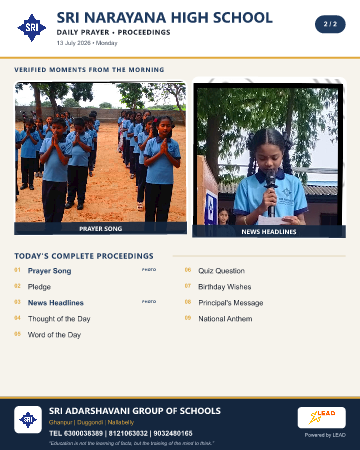 SRI
SRI NARAYANA HIGH SCHOOL
DAILY PRAYER • PROCEEDINGS
13 July 2026 • Monday
2 / 2
VERIFIED MOMENTS FROM THE MORNING
PRAYER SONG
NEWS HEADLINES
TODAY'S COMPLETE PROCEEDINGS
01 Prayer Song PHOTO
02 Pledge
03 News Headlines PHOTO
04 Thought of the Day
05 Word of the Day
06 Quiz Question
07 Birthday Wishes
08 Principal's Message
09 National Anthem
SRI
SRI ADARSHAVANI GROUP OF SCHOOLS
Ghanpur | Duggondi | Nallabelly
TEL 6300038389 | 8121063032 | 9032480165
"Education is not the learning of facts, but the training of the mind to think."
LEAD
Powered by LEAD